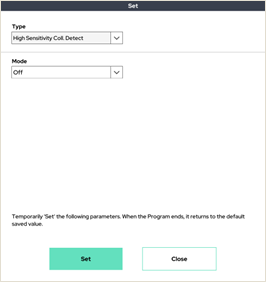 Set
Type
High Sensitivity Coll. Detect
Mode
Off
Temporarily 'Set' the following parameters. When the Program ends, it returns to the default
saved value.
Set
Close